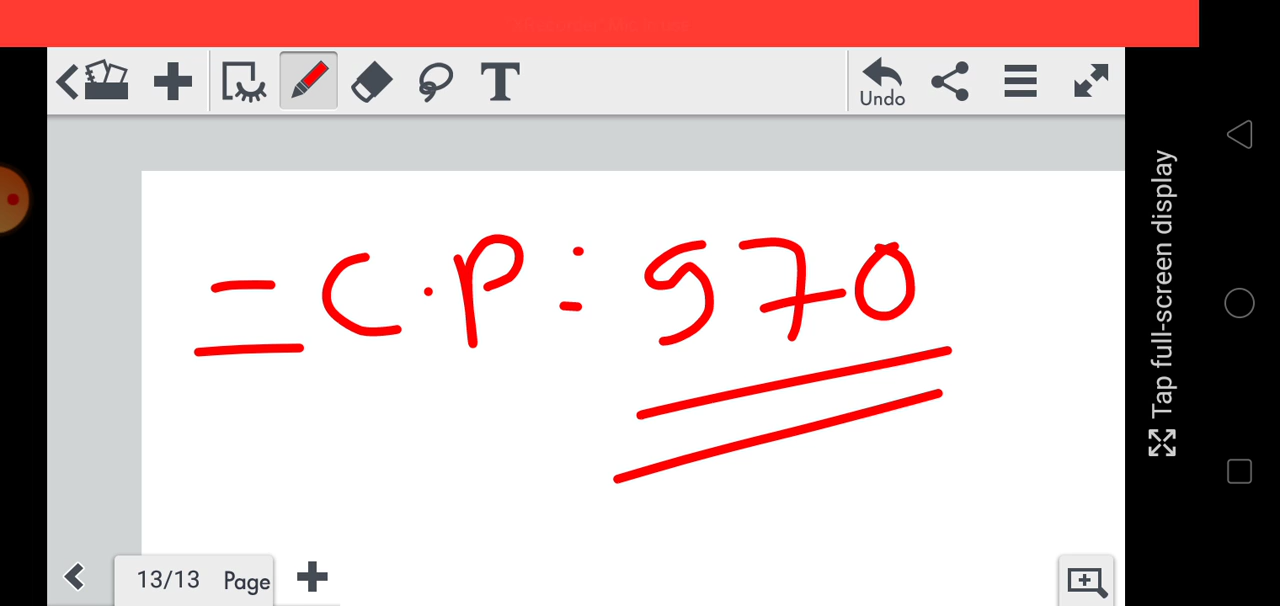 Undo
= C.P : 970
13/13 Page
Tap full-screen display